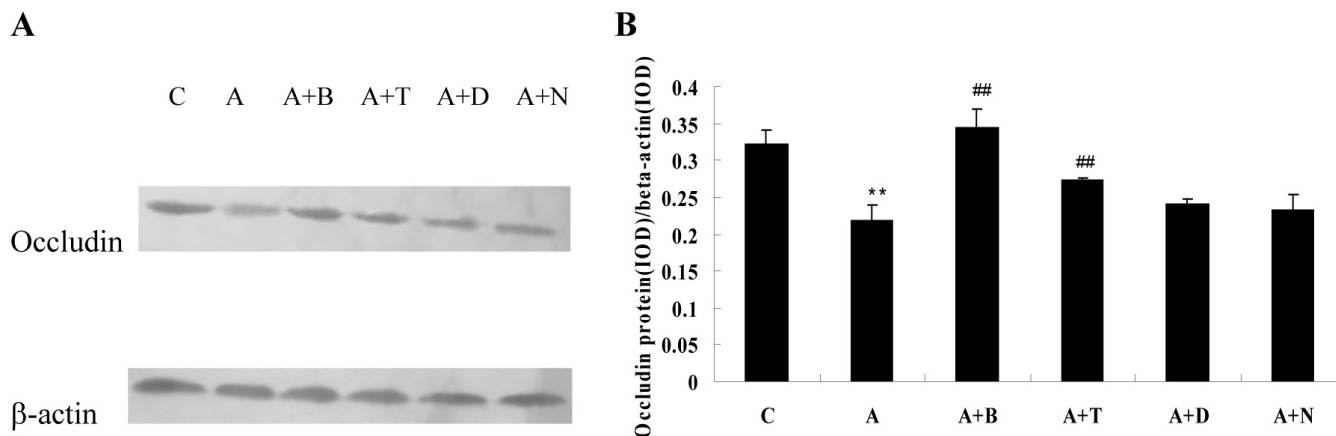 A
C A A+B A+T A+D A+N
Occludin
β-actin
B
Occludin protein(IOD)/beta-actin(IOD)
0.4
0.35
0.3
0.25
0.2
0.15
0.1
0.05
0
**
##
##
C A A+B A+T A+D A+N